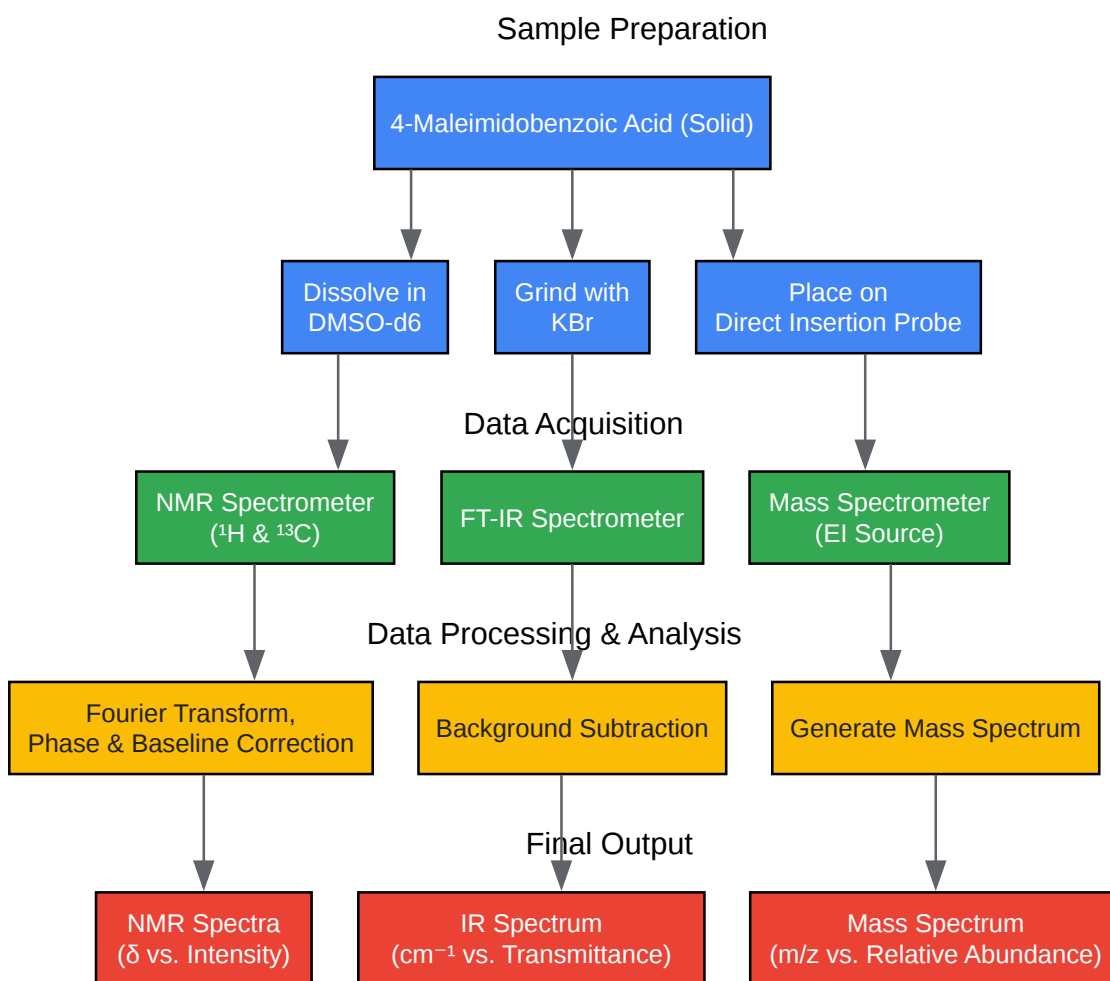 Sample Preparation
4-Maleimidobenzoic Acid (Solid)
Dissolve in
DMSO-d6
Grind with
KBr
Place on
Direct Insertion Probe
Data Acquisition
NMR Spectrometer
(¹H & ¹³C)
FT-IR Spectrometer
Mass Spectrometer
(EI Source)
Data Processing & Analysis
Fourier Transform,
Phase & Baseline Correction
Background Subtraction
Generate Mass Spectrum
Final Output
NMR Spectra
(δ vs. Intensity)
IR Spectrum
(cm⁻¹ vs. Transmittance)
Mass Spectrum
(m/z vs. Relative Abundance)